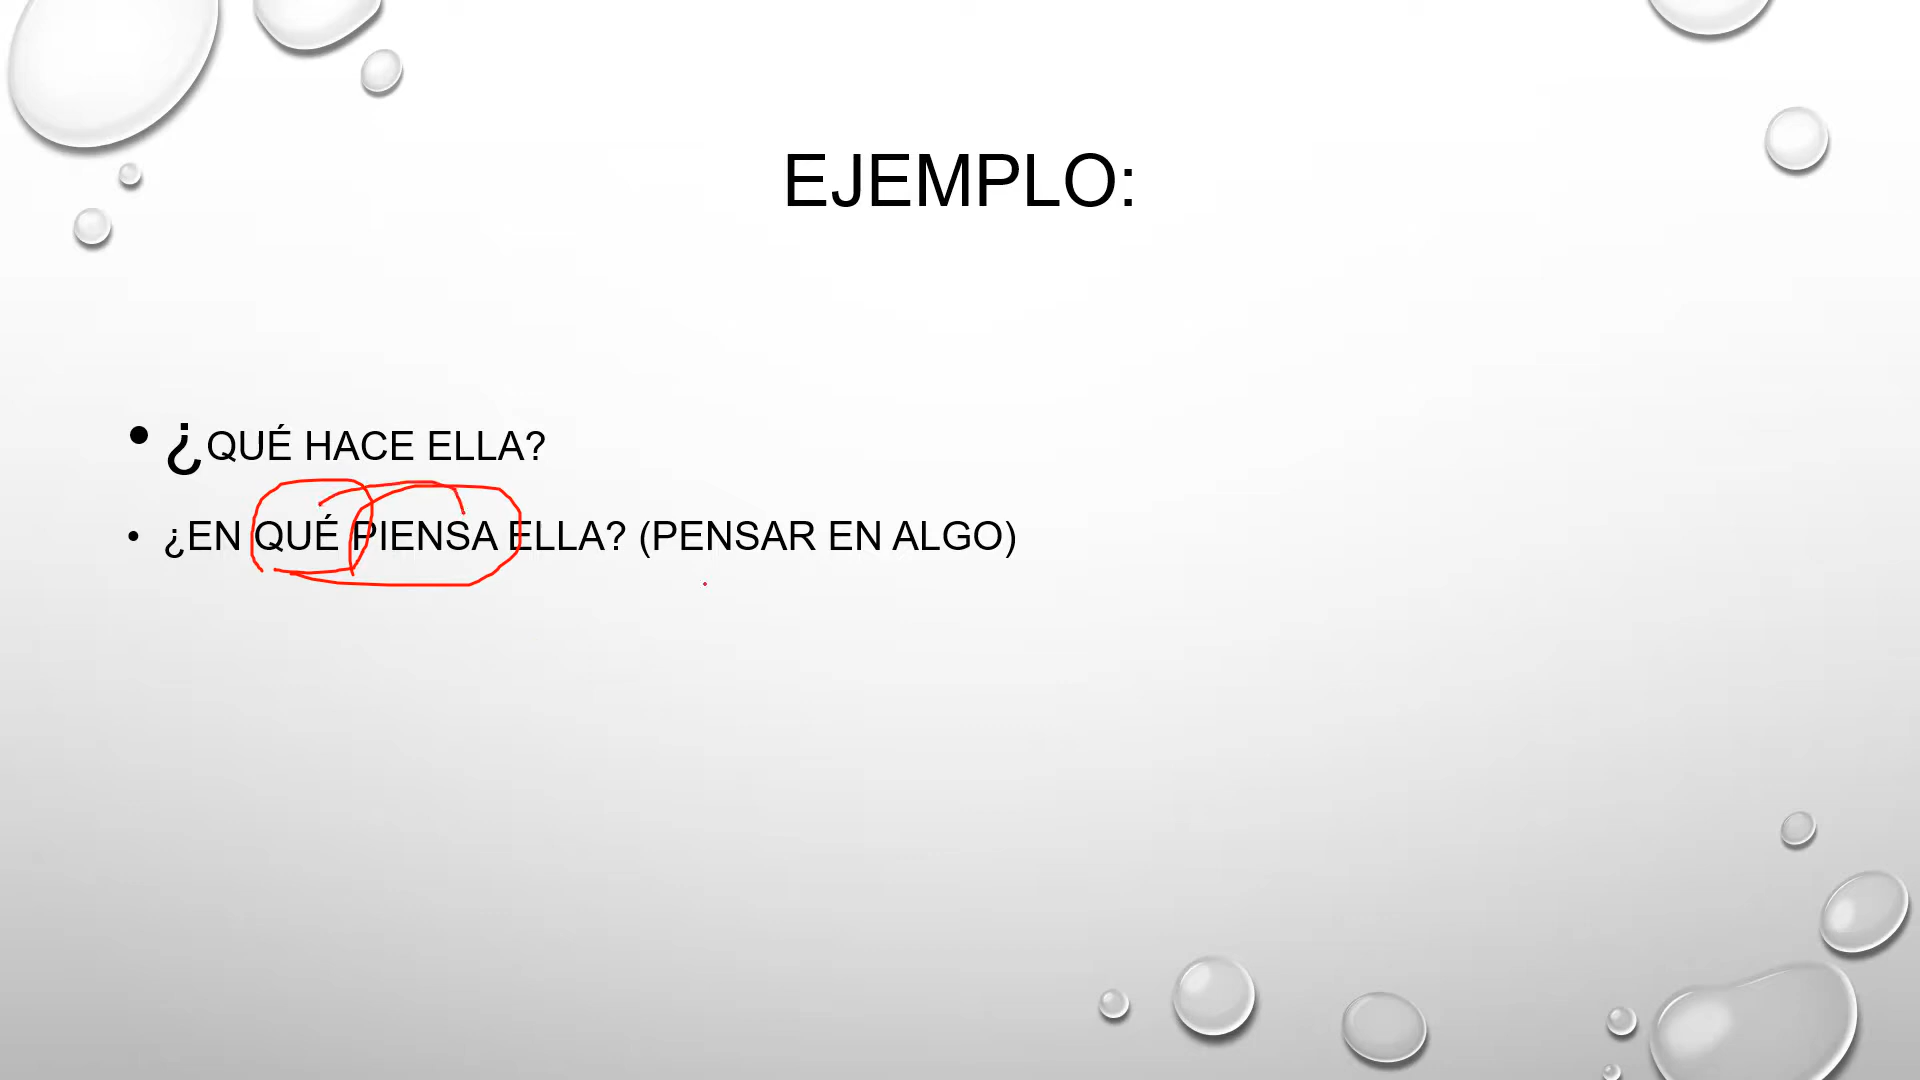 EJEMPLO:
• ¿QUÉ HACE ELLA?
• ¿EN QUÉ PIENSA ELLA? (PENSAR EN ALGO)